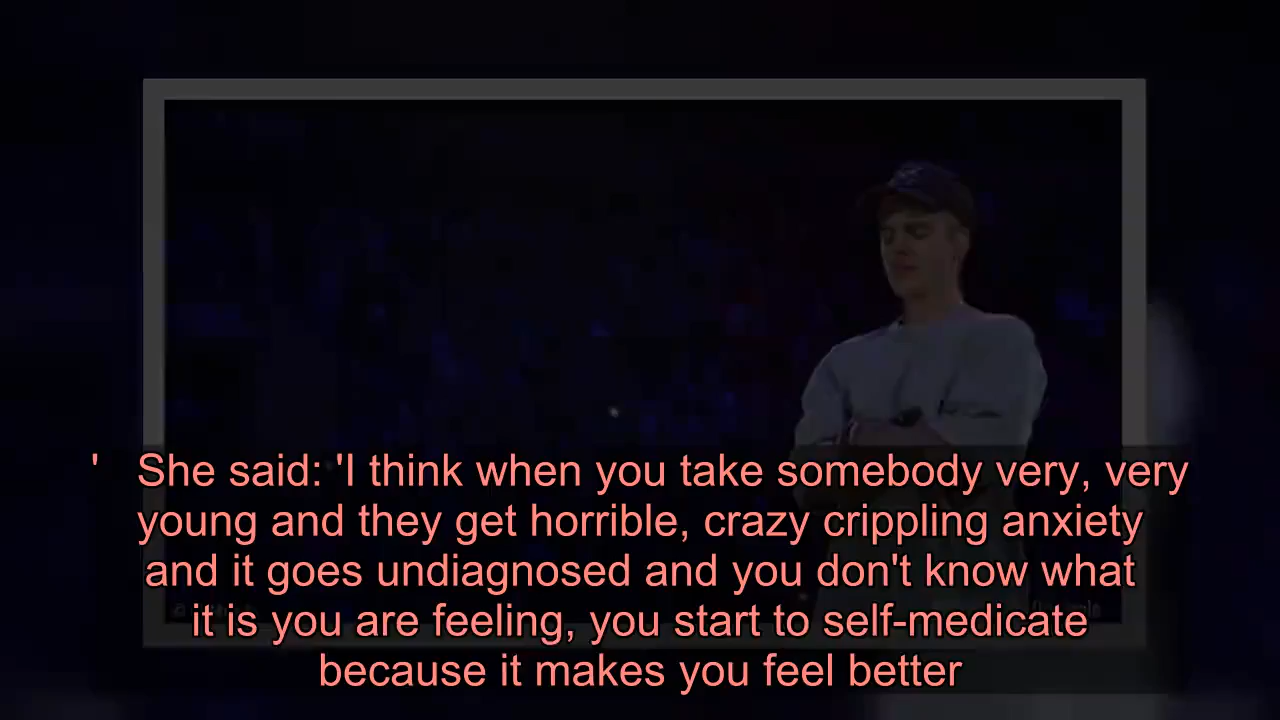 ' She said: 'I think when you take somebody very, very
young and they get horrible, crazy crippling anxiety
and it goes undiagnosed and you don't know what
it is you are feeling, you start to self-medicate
because it makes you feel better